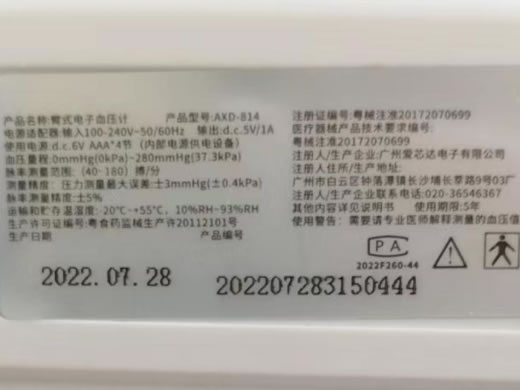 产品名称:臂式电子血压计 产品型号:AXD-814
电源适配器:输入100-240V~50/60Hz 输出:d.c.5V/1A
使用电源:d.c.6V AAA*4节（内部电源供电设备）
血压量程:0mmHg(0kPa)~280mmHg(37.3kPa)
脉率量程范围:(40-180)搏/分
测量精度:压力测量最大误差:±3mmHg(±0.4kPa)
脉率精度:±5%
运输和贮存温湿度:-20℃~+55℃, 10%RH~93%RH
生产许可证编号:粤食药监械生产许20112101号
生产日期 生产批号
注册证编号:粤械注准20172070699
医疗器械产品技术要求编号:
粤械注准20172070699
注册人/生产企业:广州爱芯达电子有限公司
注册人住所/生产地址:
广州市白云区钟落潭镇长沙埔长萃路9号03厂
生产企业联系电话:020-36546367
其他内容详见说明书 使用期限:5年
使用警告:需要请专业医师解释测量的血压值
PA
2022F260-44
2022.07.28
202207283150444